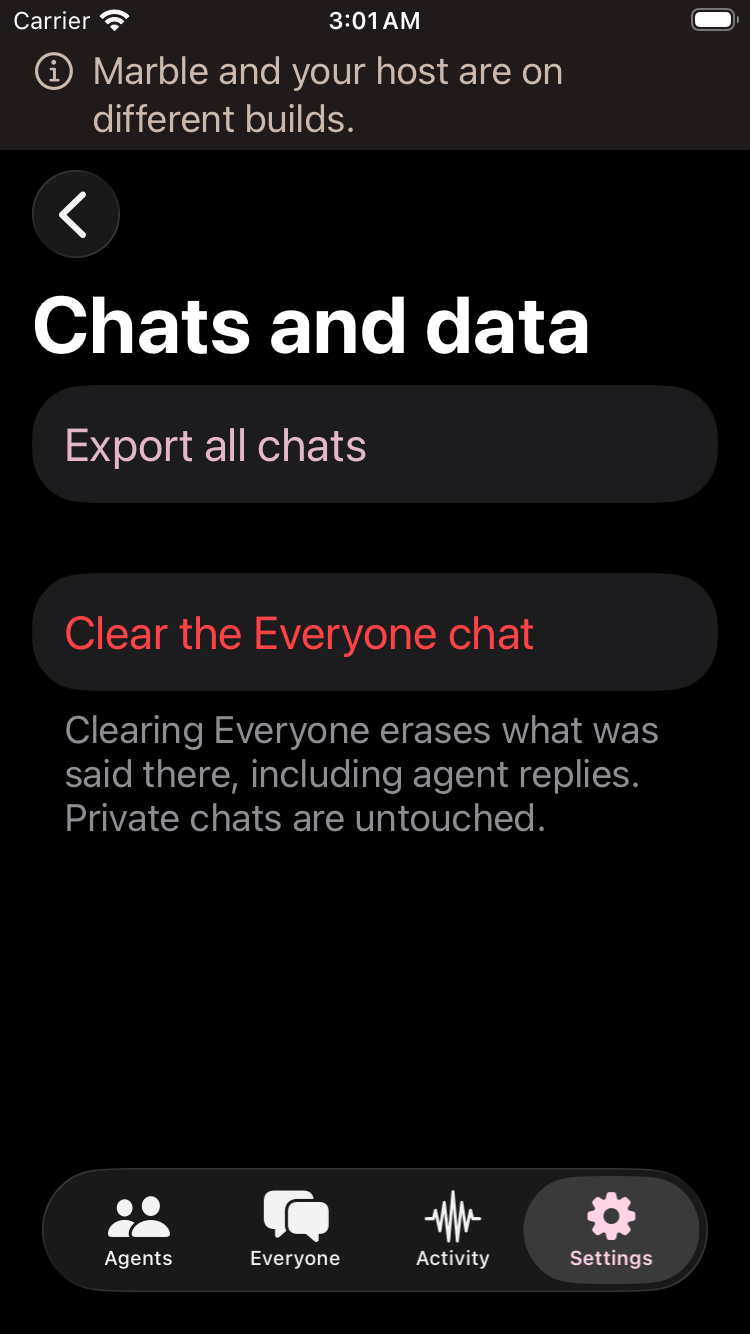 Carrier
3:01 AM
Marble and your host are on
different builds.
Chats and data
Export all chats
Clear the Everyone chat
Clearing Everyone erases what was
said there, including agent replies.
Private chats are untouched.
Agents
Everyone
Activity
Settings